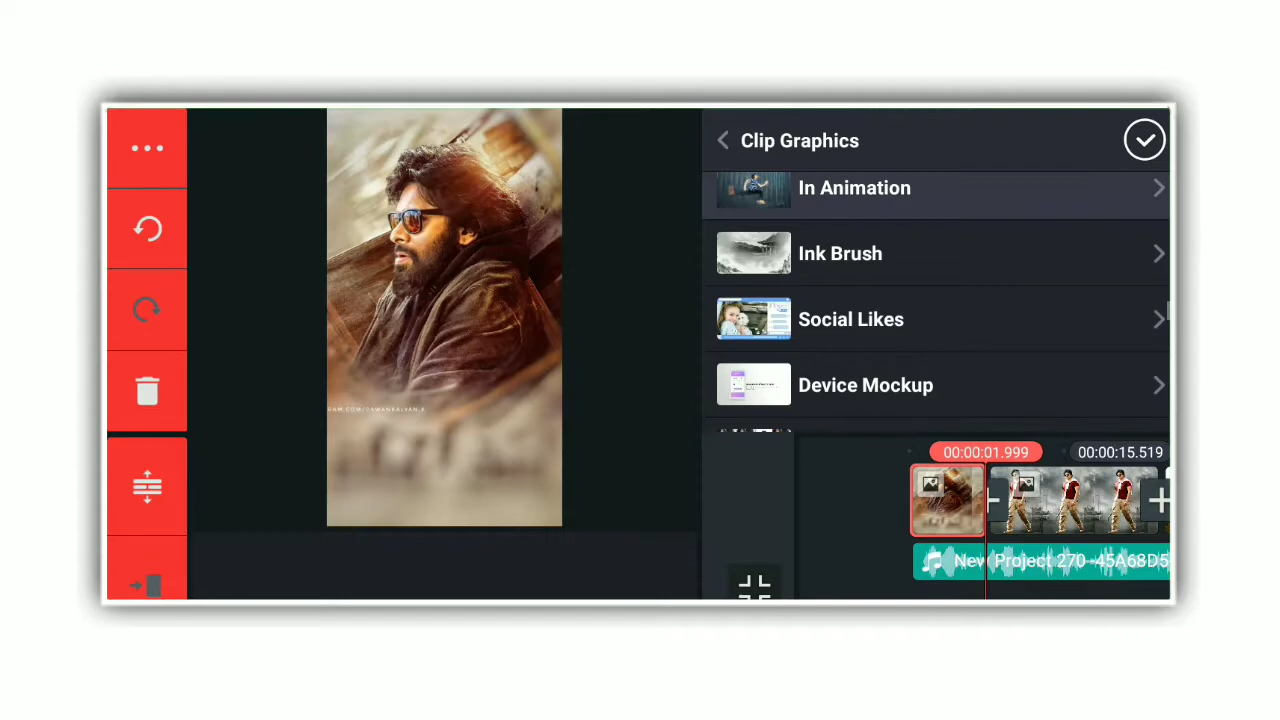 Clip Graphics
In Animation
Ink Brush
Social Likes
Device Mockup
00:00:01.999
00:00:15.519
New Project 270-45A68D5